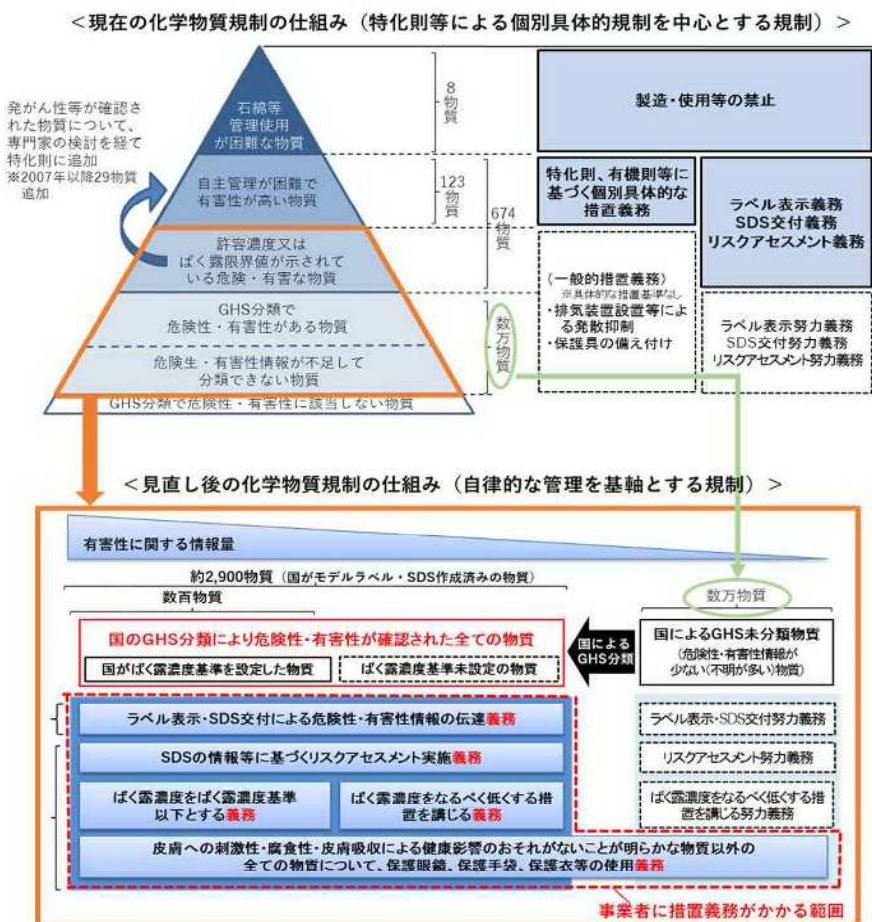 ＜現在の化学物質規制の仕組み（特化則等による個別具体的規制を中心とする規制）＞
発がん性等が確認され
た物質について、
専門家の検討を経て
特化則に追加
※2007年以降29物質
追加
石綿等
管理使用
が困難な物質
自主管理が困難で
有害性が高い物質
許容濃度又は
ばく露限界値が示されて
いる危険・有害な物質
GHS分類で
危険性・有害性がある物質
危険生・有害性情報が不足して
分類できない物質
GHS分類で危険性・有害性に該当しない物質
8物質
123物質
674物質
数万物質
製造・使用等の禁止
特化則、有機則等に
基づく個別具体的な
措置義務
ラベル表示義務
SDS交付義務
リスクアセスメント義務
（一般的措置義務）
※具体的な措置基準なし
・排気装置設置等によ
る発散抑制
・保護具の備え付け
ラベル表示努力義務
SDS交付努力義務
リスクアセスメント努力義務
＜見直し後の化学物質規制の仕組み（自律的な管理を基軸とする規制）＞
有害性に関する情報量
約2,900物質（国がモデルラベル・SDS作成済みの物質）
数百物質
数万物質
国のGHS分類により危険性・有害性が確認された全ての物質
国がばく露濃度基準を設定した物質
ばく露濃度基準未設定の物質
国による
GHS分類
国によるGHS未分類物質
（危険性・有害性情報が
少ない（不明が多い）物質）
ラベル表示・SDS交付による危険性・有害性情報の伝達義務
ラベル表示・SDS交付努力義務
SDSの情報等に基づくリスクアセスメント実施義務
リスクアセスメント努力義務
ばく露濃度をばく露濃度基準
以下とする義務
ばく露濃度をなるべく低くする措
置を講じる義務
ばく露濃度をなるべく低くする措
置を講じる努力義務
皮膚への刺激性・腐食性・皮膚吸収による健康影響のおそれがないことが明らかな物質以外の
全ての物質について、保護眼鏡、保護手袋、保護衣等の使用義務
事業者に措置義務がかかる範囲